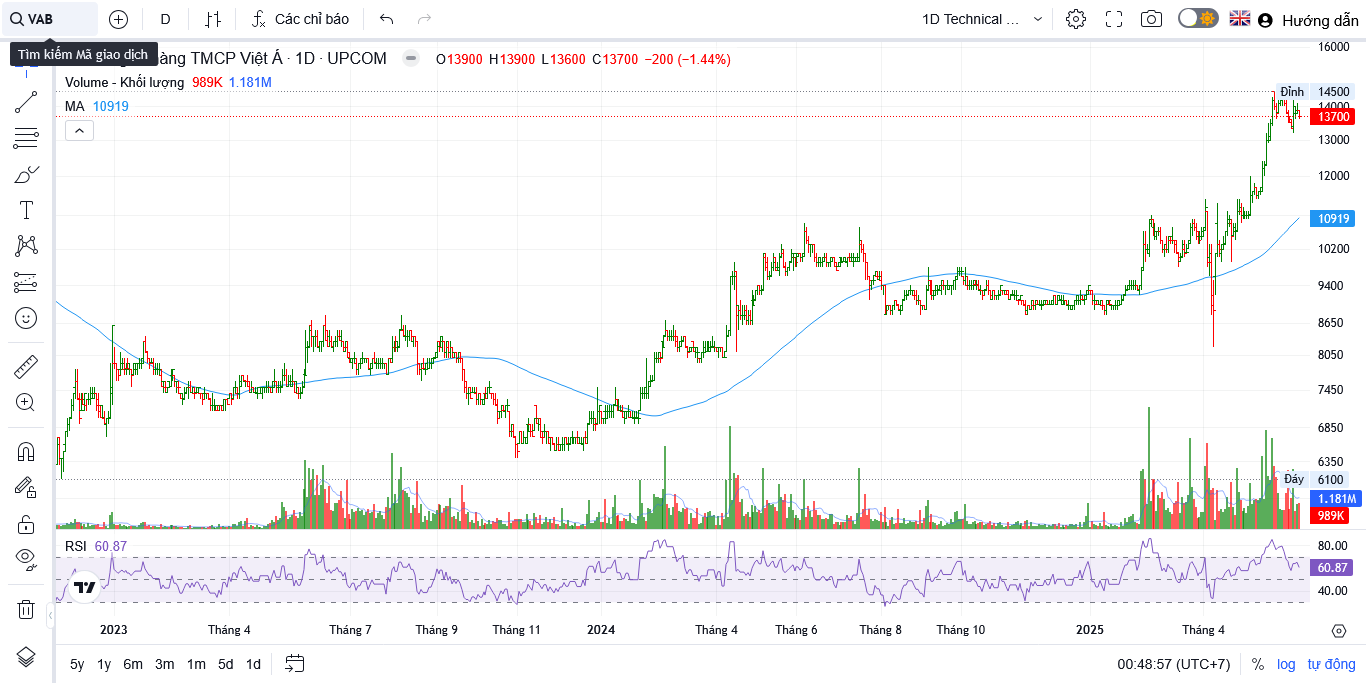 VAB
D
Các chỉ báo
1D Technical ...
Hướng dẫn
Tìm kiếm Mã giao dịch
àng TMCP Việt Á · 1D · UPCOM
O13900 H13900 L13600 C13700 −200 (−1.44%)
Volume - Khối lượng 989K 1.181M
MA 10919
16000
Đỉnh 14500
14000
13700
13000
12000
10919
10200
9400
8650
8050
7450
6850
6350
Đáy 6100
1.181M
989K
RSI 60.87
80.00
60.87
40.00
2023 Tháng 4 Tháng 7 Tháng 9 Tháng 11 2024 Tháng 4 Tháng 6 Tháng 8 Tháng 10 2025 Tháng 4
5y 1y 6m 3m 1m 5d 1d
00:48:57 (UTC+7) % log tự động